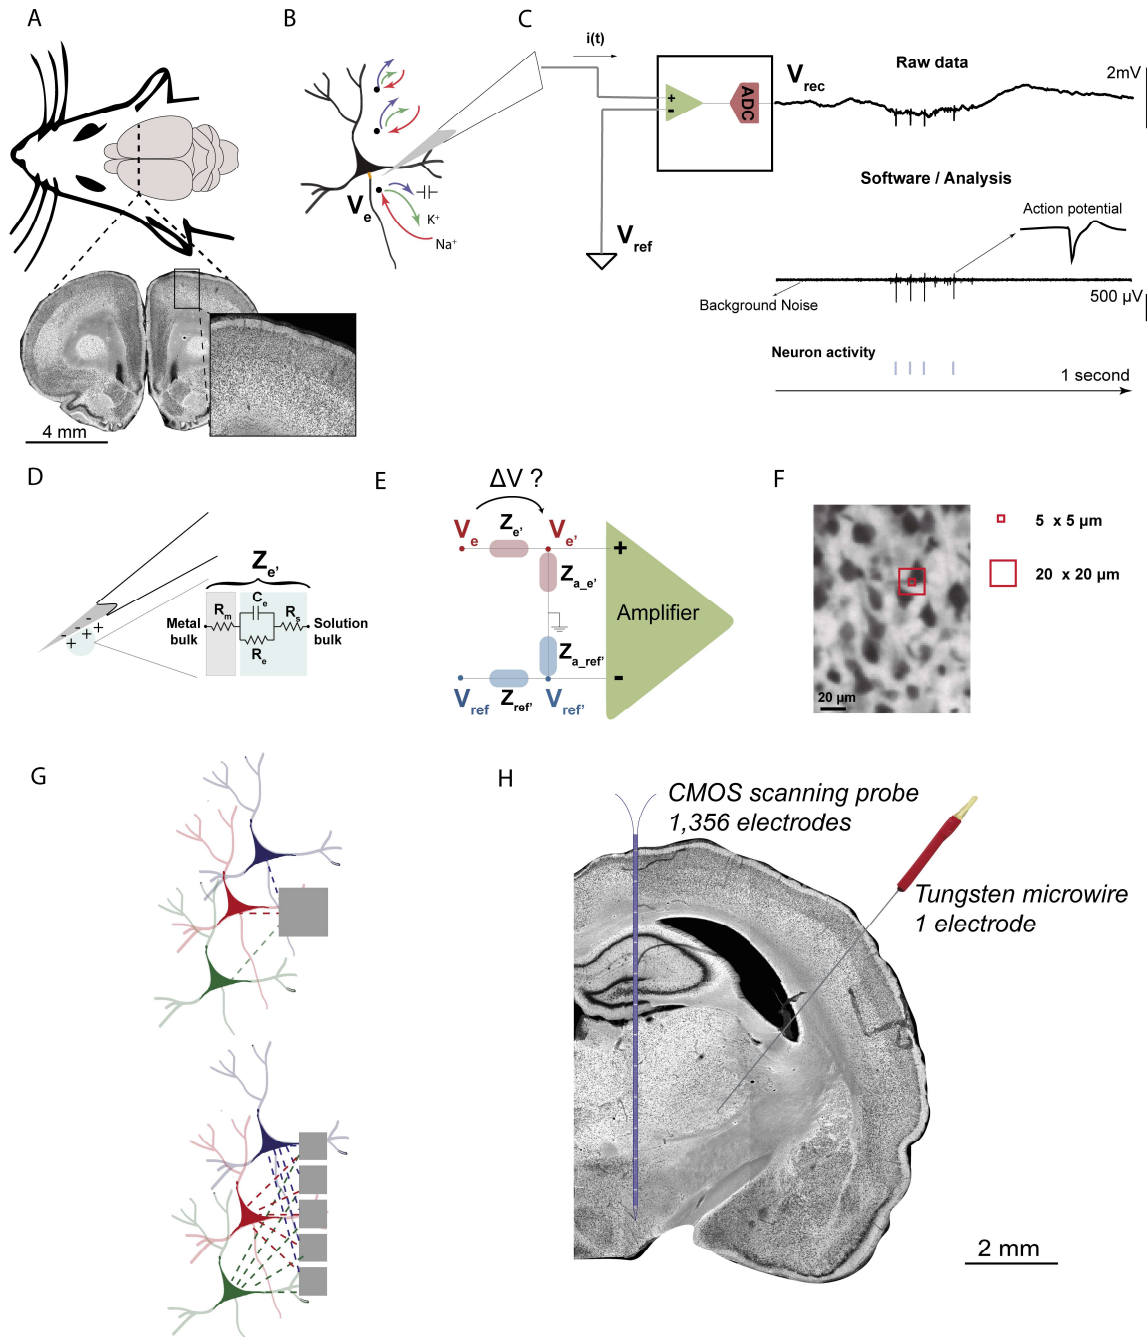 A
4 mm
B
V e
K+
Na+
C
i(t)
+
-
ADC
V rec
Raw data
2mV
V ref
Software / Analysis
Action potential
Background Noise
500 µV
Neuron activity
1 second
D
Z e'
C e
R m
R s
Metal bulk
Solution bulk
R e
- - -
+ + +
E
ΔV ?
V e
Z e'
V e'
+
Z a_e'
Amplifier
Z a_ref'
-
V ref
Z ref'
V ref'
F
5 x 5 µm
20 x 20 µm
20 µm
G
H
CMOS scanning probe
1,356 electrodes
Tungsten microwire
1 electrode
2 mm